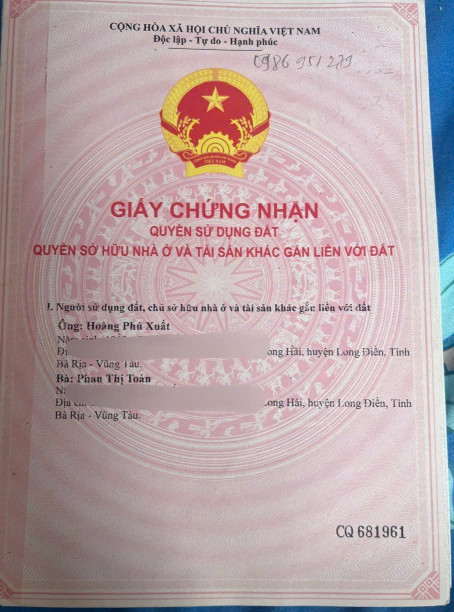 CỘNG HÒA XÃ HỘI CHỦ NGHĨA VIỆT NAM
Độc lập - Tự do - Hạnh phúc
0986 951 279
VIỆT NAM
GIẤY CHỨNG NHẬN
QUYỀN SỬ DỤNG ĐẤT
QUYỀN SỞ HỮU NHÀ Ở VÀ TÀI SẢN KHÁC GẮN LIỀN VỚI ĐẤT
I. Người sử dụng đất, chủ sở hữu nhà ở và tài sản khác gắn liền với đất
Ông: Hoàng Phú Xuất
ong Hải, huyện Long Điền, Tỉnh
Bà Rịa - Vũng Tàu.
Bà: Phan Thị Toàn
ong Hải, huyện Long Điền, Tỉnh
Bà Rịa - Vũng Tàu.
CQ 681961